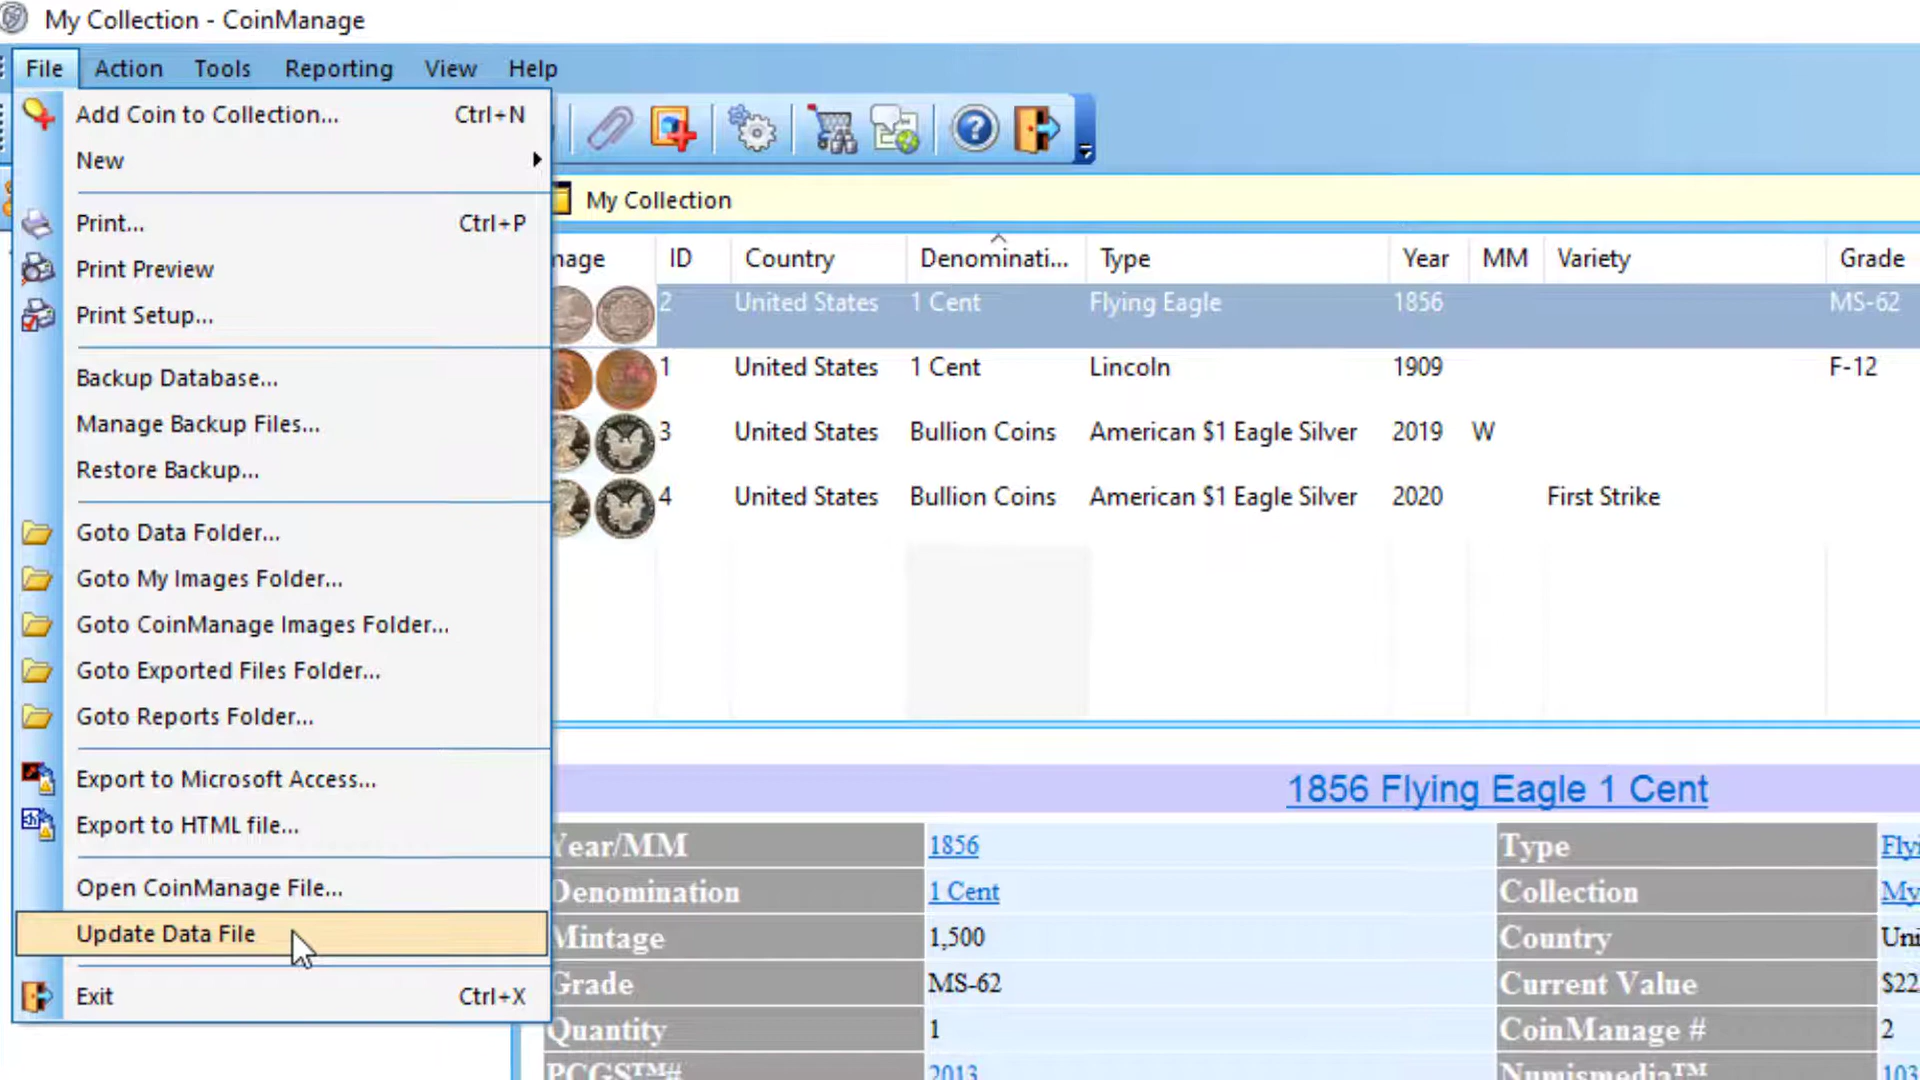 My Collection - CoinManage
File Action Tools Reporting View Help
Add Coin to Collection... Ctrl+N
New
Print... Ctrl+P
Print Preview
Print Setup...
Backup Database...
Manage Backup Files...
Restore Backup...
Goto Data Folder...
Goto My Images Folder...
Goto CoinManage Images Folder...
Goto Exported Files Folder...
Goto Reports Folder...
Export to Microsoft Access...
Export to HTML file...
Open CoinManage File...
Update Data File
Exit Ctrl+X
My Collection
mage ID Country Denominati... Type Year MM Variety Grade
2 United States 1 Cent Flying Eagle 1856 MS-62
1 United States 1 Cent Lincoln 1909 F-12
3 United States Bullion Coins American $1 Eagle Silver 2019 W
4 United States Bullion Coins American $1 Eagle Silver 2020 First Strike
1856 Flying Eagle 1 Cent
Year/MM 1856 Type Flyi
Denomination 1 Cent Collection My
Mintage 1,500 Country Uni
Grade MS-62 Current Value $22
Quantity 1 CoinManage # 2
PCGS™# 2013 Numismedia™ 103